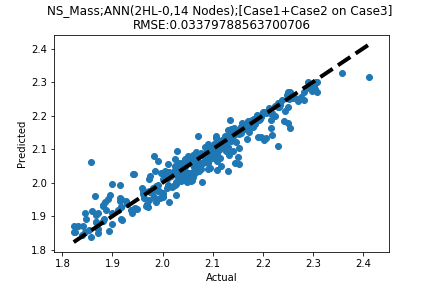 NS_Mass;ANN(2HL-0,14 Nodes);[Case1+Case2 on Case3]
RMSE:0.03379788563700706
2.4
2.3
2.2
2.1
2.0
1.9
1.8
Predicted
1.8 1.9 2.0 2.1 2.2 2.3 2.4
Actual